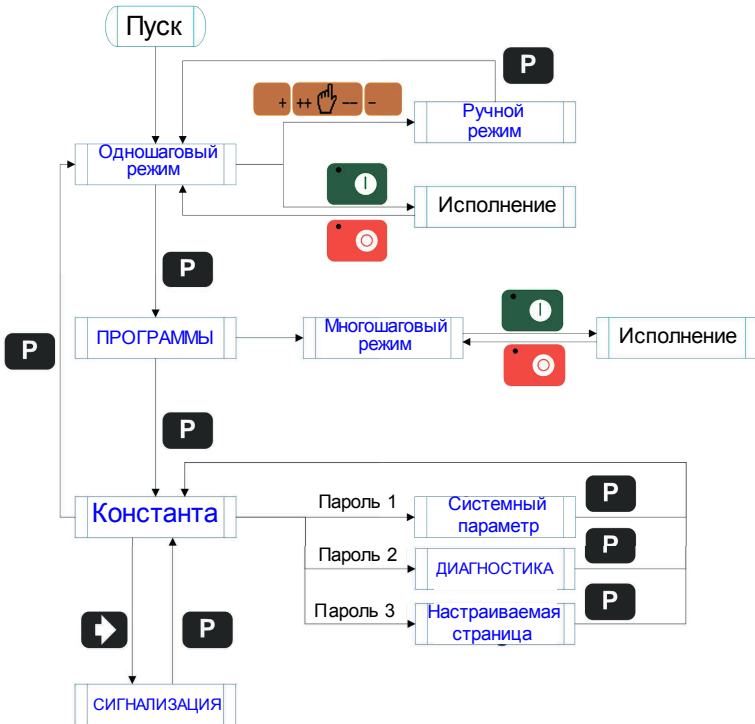 Пуск
P
+ ++ -- -
Ручной
режим
Одношаговый
режим
Исполнение
P
ПРОГРАММЫ
Многошаговый
режим
Исполнение
P
P
Константа
Пароль 1
Системный
параметр
P
Пароль 2
ДИАГНОСТИКА
P
Пароль 3
Настраиваемая
страница
P
P
СИГНАЛИЗАЦИЯ